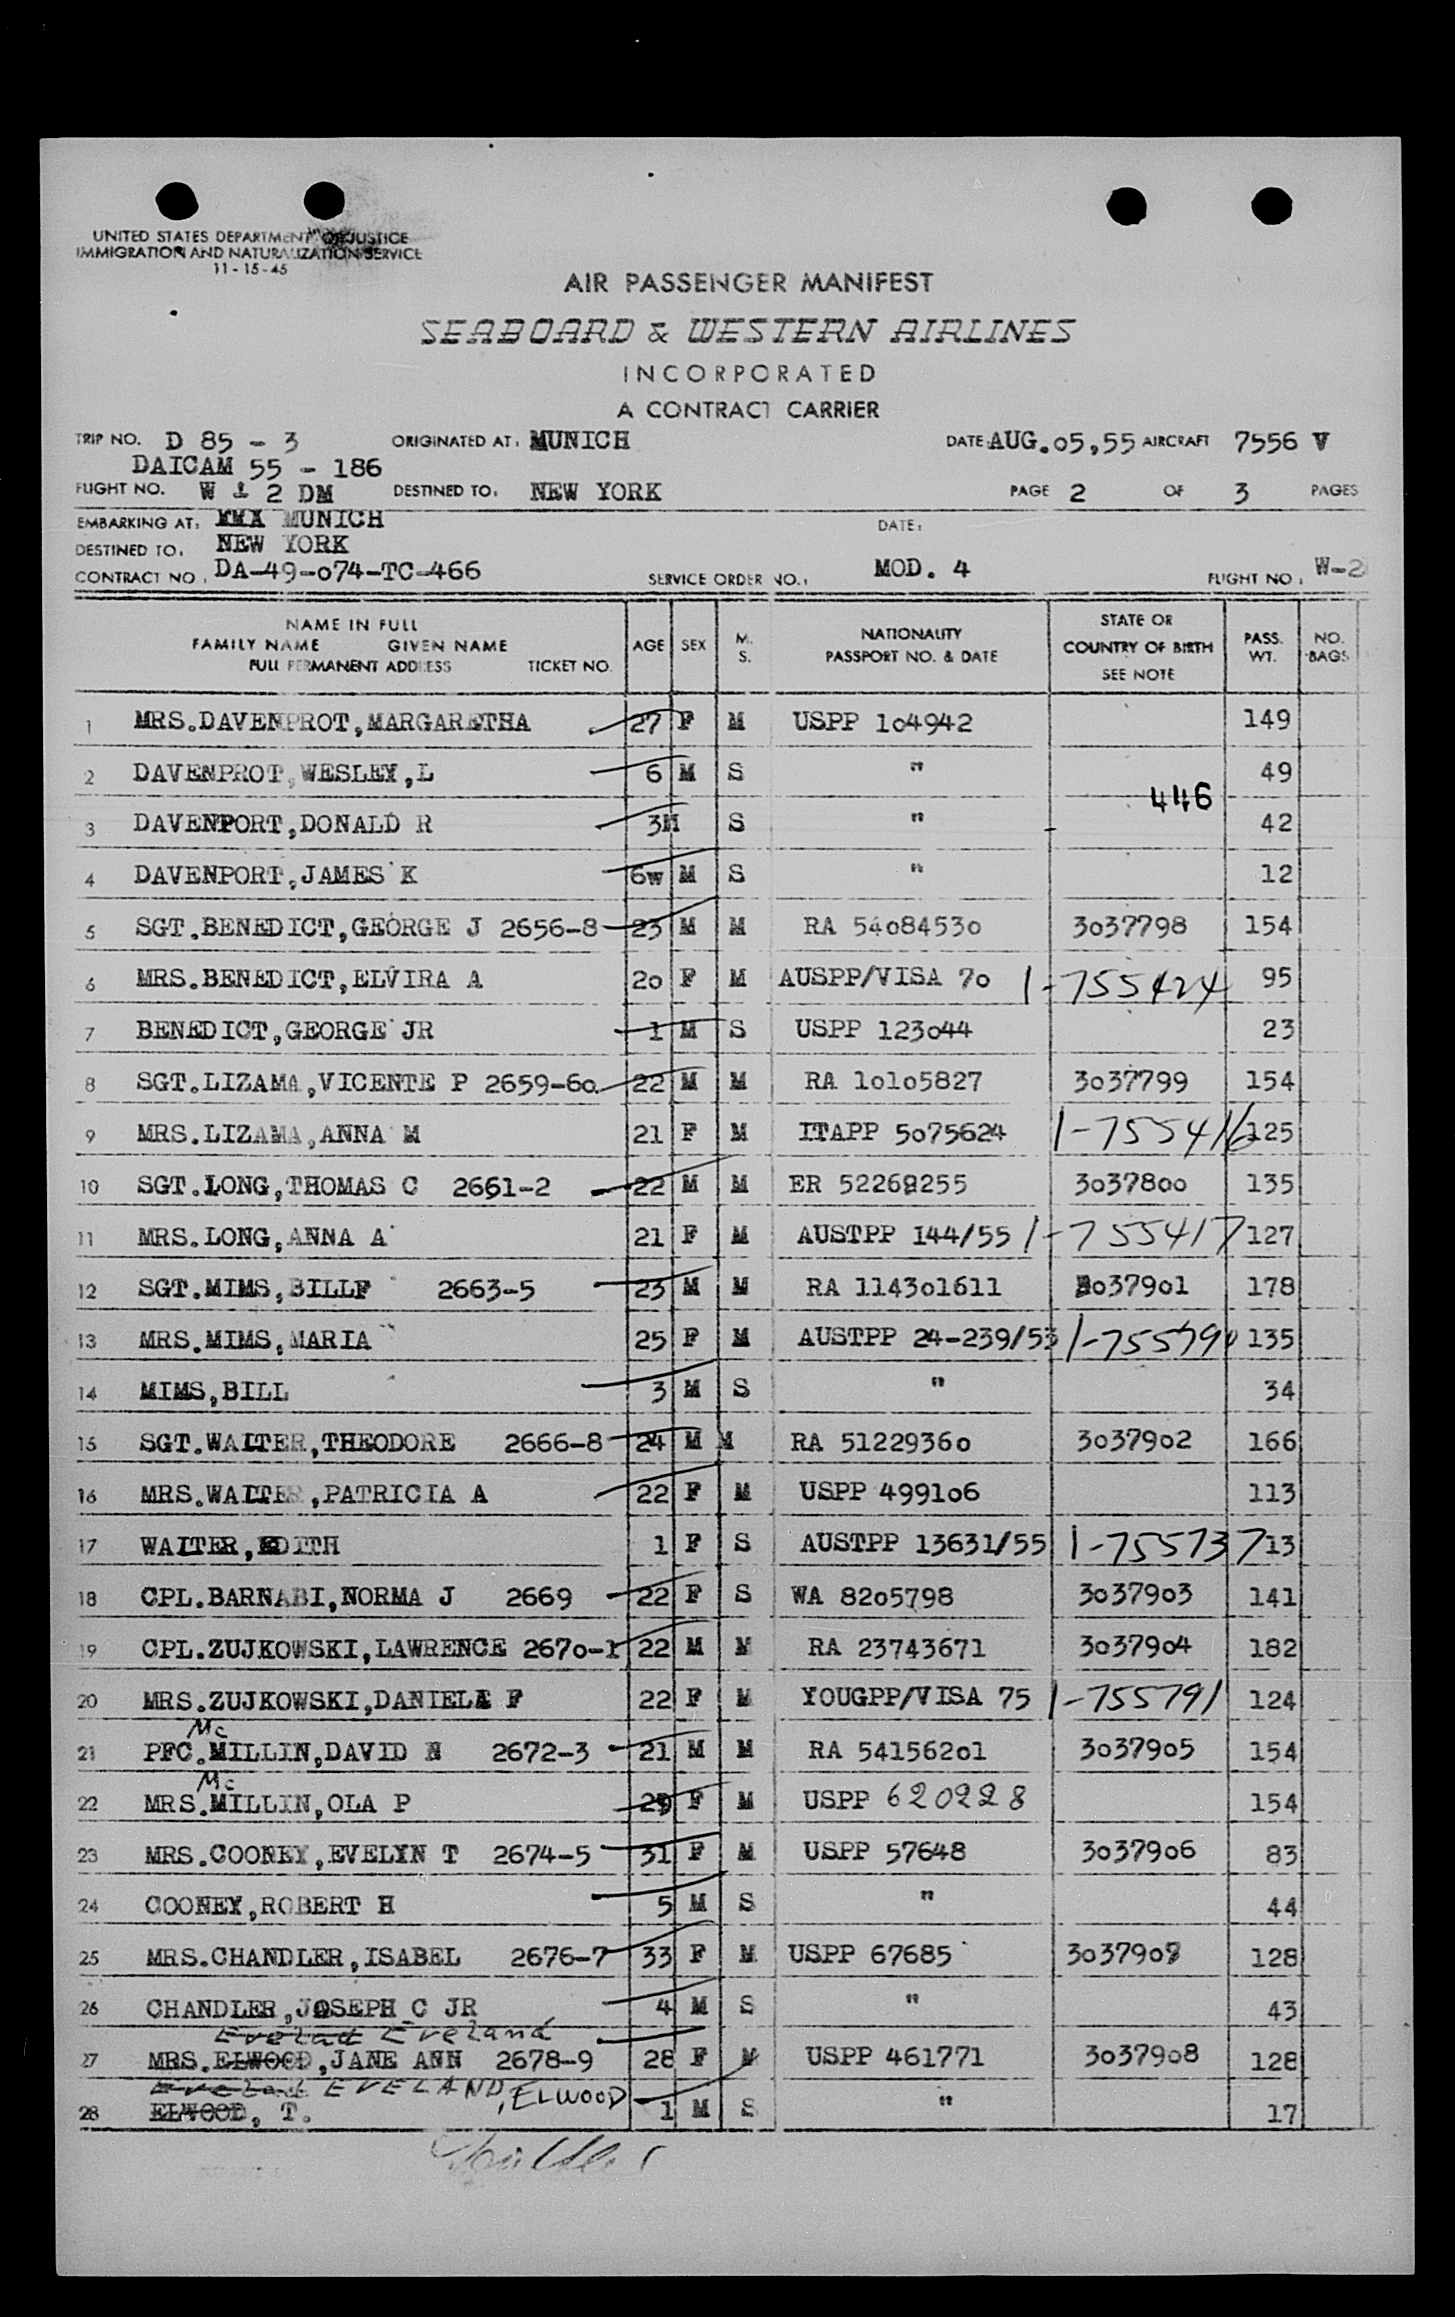 UNITED STATES DEPARTMENT OF JUSTICE
IMMIGRATION AND NATURALIZATION SERVICE
11-15-45
AIR PASSENGER MANIFEST
SEABOARD & WESTERN AIRLINES
INCORPORATED
A CONTRACT CARRIER
TRIP NO. D 85 - 3 ORIGINATED AT: MUNICH DATE: AUG.05,55 AIRCRAFT 7556 V
DAICAM 55 - 186
FLIGHT NO. W 2 DM DESTINED TO: NEW YORK PAGE 2 OF 3 PAGES
EMBARKING AT: MUNICH DATE:
DESTINED TO: NEW YORK
CONTRACT NO: DA-49-074-TC-466 SERVICE ORDER NO.: MOD. 4 FLIGHT NO: W-2
NAME IN FULL
FAMILY NAME GIVEN NAME
FULL PERMANENT ADDRESS TICKET NO. AGE SEX M. S. NATIONALITY PASSPORT NO. & DATE STATE OR COUNTRY OF BIRTH SEE NOTE PASS. WT. NO. BAGS
1 MRS.DAVENPROT,MARGARETHA 27 F M USPP 104942 149
2 DAVENPROT,WESLEY,L 6 M S " 49
446
3 DAVENPORT,DONALD R 3M S " 42
4 DAVENPORT,JAMES K 6W M S " 12
5 SGT.BENEDICT,GEORGE J 2656-8 23 M M RA 54084530 3037798 154
6 MRS.BENEDICT,ELVIRA A 20 F M AUSPP/VISA 70 1-755424 95
7 BENEDICT,GEORGE JR 1 M S USPP 123044 23
8 SGT.LIZAMA,VICENTE P 2659-60 22 M M RA 10105827 3037799 154
9 MRS.LIZAMA,ANNA M 21 F M ITAPP 5075624 1-755416 125
10 SGT.LONG,THOMAS C 2661-2 22 M M ER 52268255 3037800 135
11 MRS.LONG,ANNA A 21 F M AUSTPP I44/55 1-755417 127
12 SGT.MIMS,BILLF 2663-5 23 M M RA 114301611 3037901 178
13 MRS.MIMS,MARIA 25 F M AUSTPP 24-239/53 1-755790 135
14 MIMS,BILL 3 M S " 34
15 SGT.WALTER,THEODORE 2666-8 24 M M RA 51229360 3037902 166
16 MRS.WALTER,PATRICIA A 22 F M USPP 499106 113
17 WALTER,EDITH 1 F S AUSTPP 13631/55 1-755737 13
18 CPL.BARNABI,NORMA J 2669 22 F S WA 8205798 3037903 141
19 CPL.ZUJKOWSKI,LAWRENCE 2670-1 22 M M RA 23743671 3037904 182
20 MRS.ZUJKOWSKI,DANIELE F 22 F M YOUGPP/VISA 75 1-755791 124
Mc
21 PFC.MILLIN,DAVID N 2672-3 21 M M RA 54156201 3037905 154
Mc
22 MRS.MILLIN,OLA P 29 F M USPP 620228 154
23 MRS.COONEY,EVELYN T 2674-5 31 F M USPP 57648 3037906 83
24 COONEY,ROBERT H 5 M S " 44
25 MRS.CHANDLER,ISABEL 2676-7 33 F M USPP 67685 3037907 128
26 CHANDLER,JOSEPH C JR 4 M S " 43
Eveland
27 MRS.ELWOOD,JANE ANN 2678-9 28 F M USPP 461771 3037908 128
EVELAND, ELWOOD
28 ELWOOD, T. 1 M S " 17